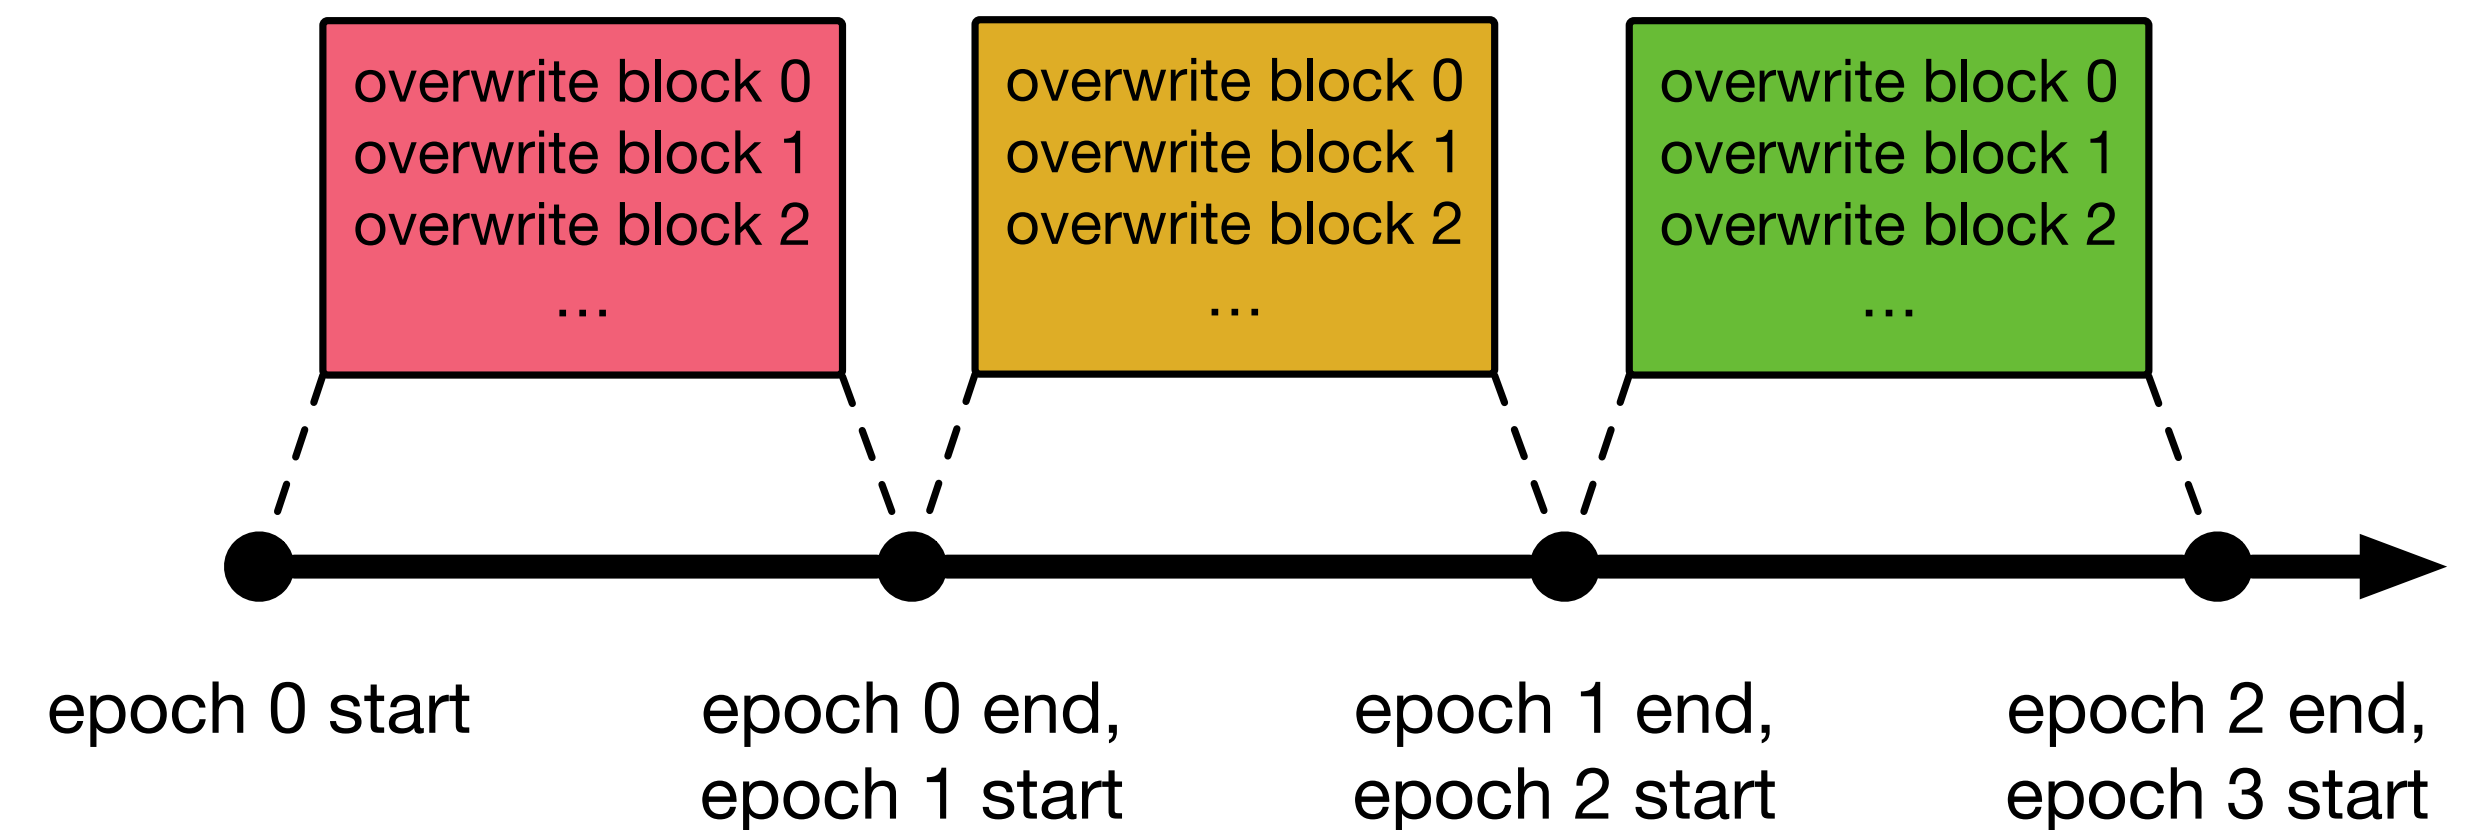 overwrite block 0
overwrite block 1
overwrite block 2
...
overwrite block 0
overwrite block 1
overwrite block 2
...
overwrite block 0
overwrite block 1
overwrite block 2
...
epoch 0 start
epoch 0 end,
epoch 1 start
epoch 1 end,
epoch 2 start
epoch 2 end,
epoch 3 start